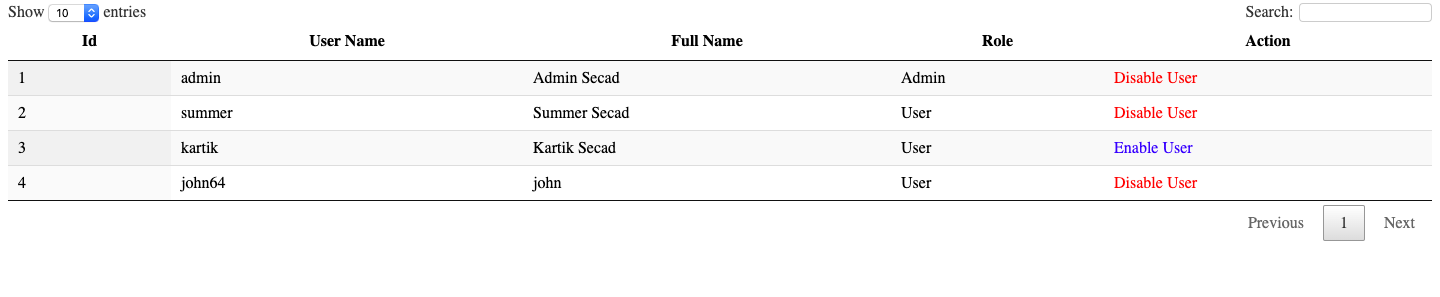 Show 10 entries Search:
Id User Name Full Name Role Action
1 admin Admin Secad Admin Disable User
2 summer Summer Secad User Disable User
3 kartik Kartik Secad User Enable User
4 john64 john User Disable User
Previous 1 Next